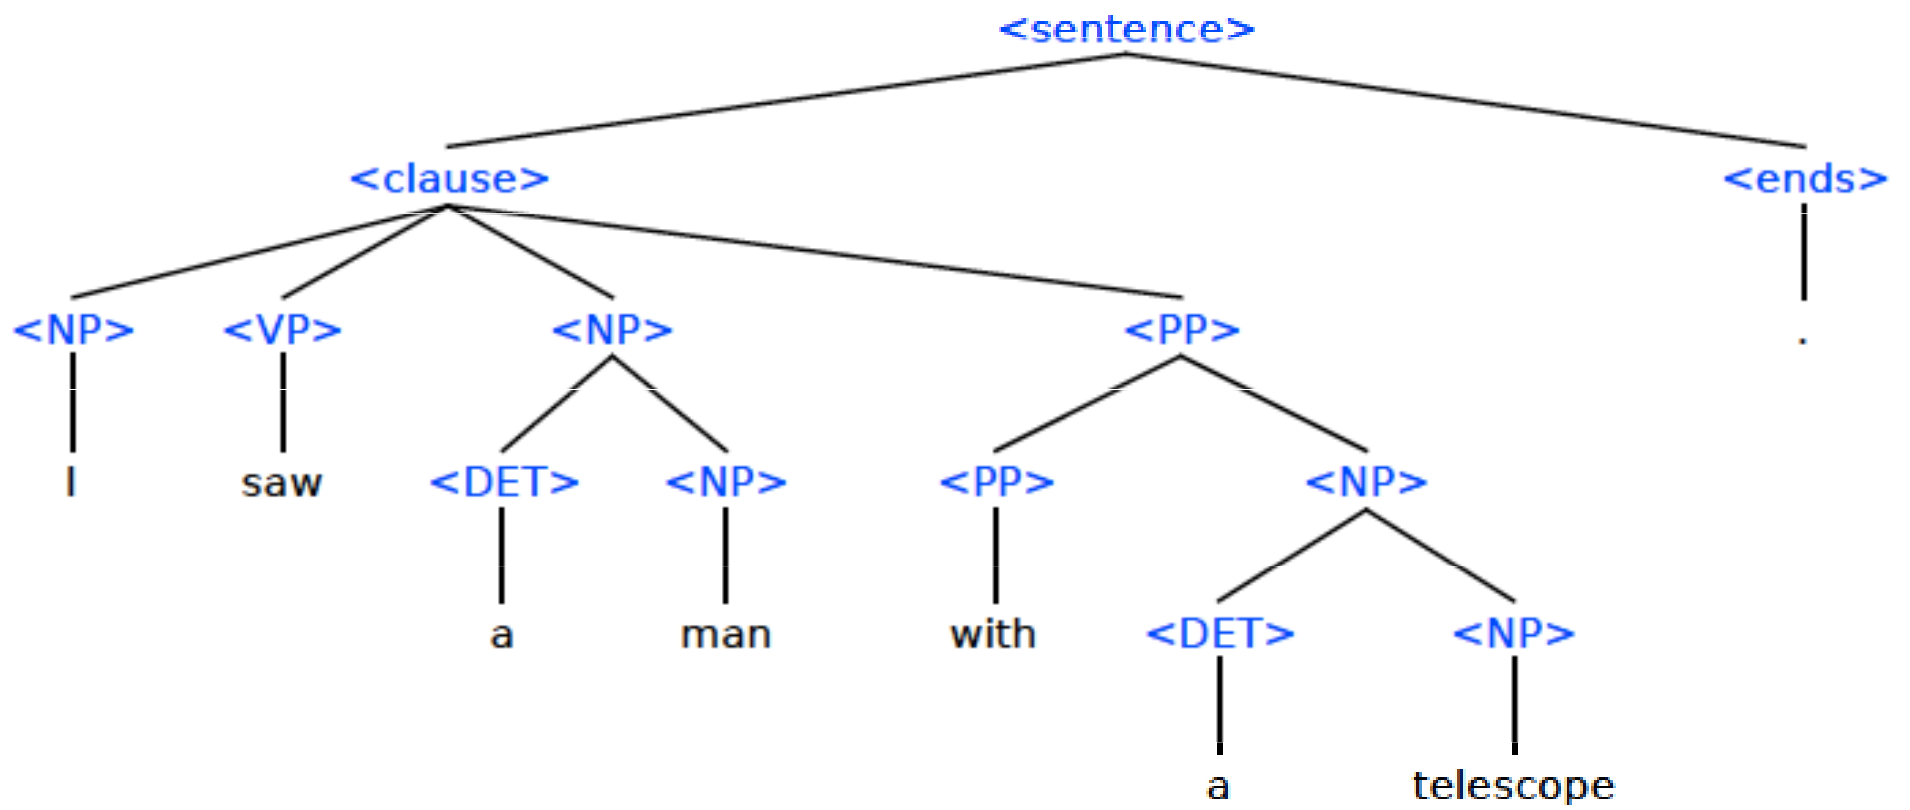 <sentence>
<clause> <ends>
<NP> <VP> <NP> <PP> .
I saw <DET> <NP> <PP> <NP>
a man with <DET> <NP>
a telescope